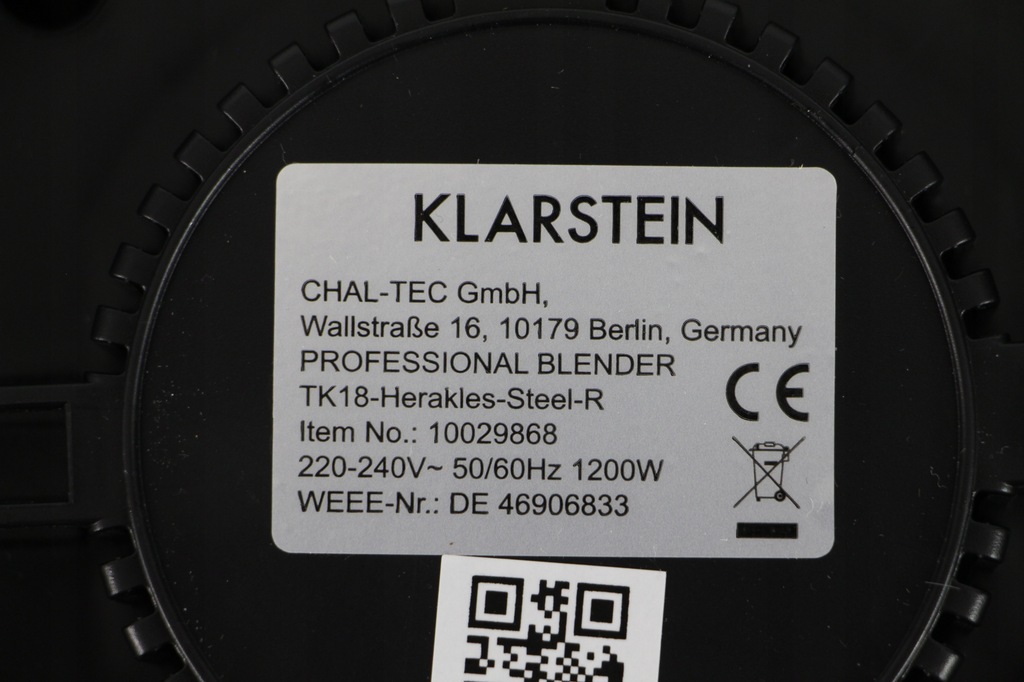 KLARSTEIN
CHAL-TEC GmbH,
Wallstraße 16, 10179 Berlin, Germany
PROFESSIONAL BLENDER
TK18-Herakles-Steel-R
Item No.: 10029868
220-240V~ 50/60Hz 1200W
WEEE-Nr.: DE 46906833
CE